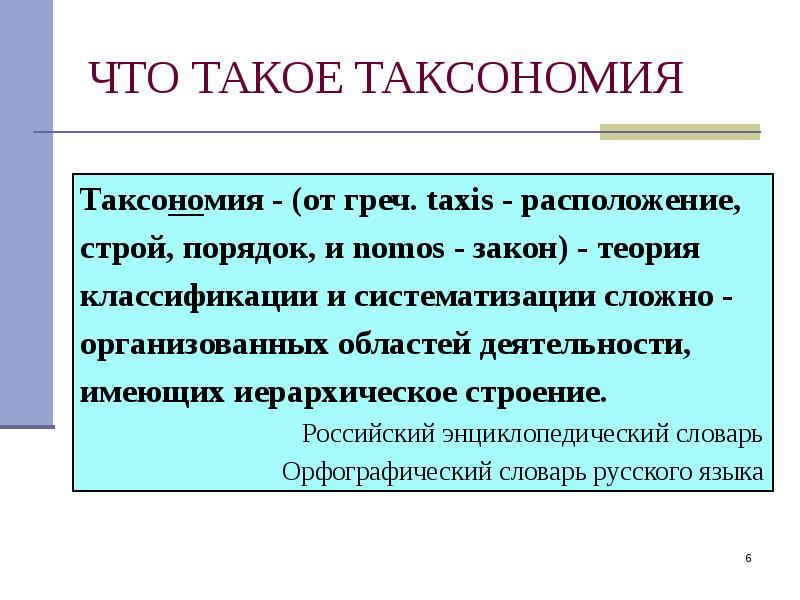 ЧТО ТАКОЕ ТАКСОНОМИЯ
Таксономия - (от греч. taxis - расположение,
строй, порядок, и nomos - закон) - теория
классификации и систематизации сложно -
организованных областей деятельности,
имеющих иерархическое строение.
Российский энциклопедический словарь
Орфографический словарь русского языка
6